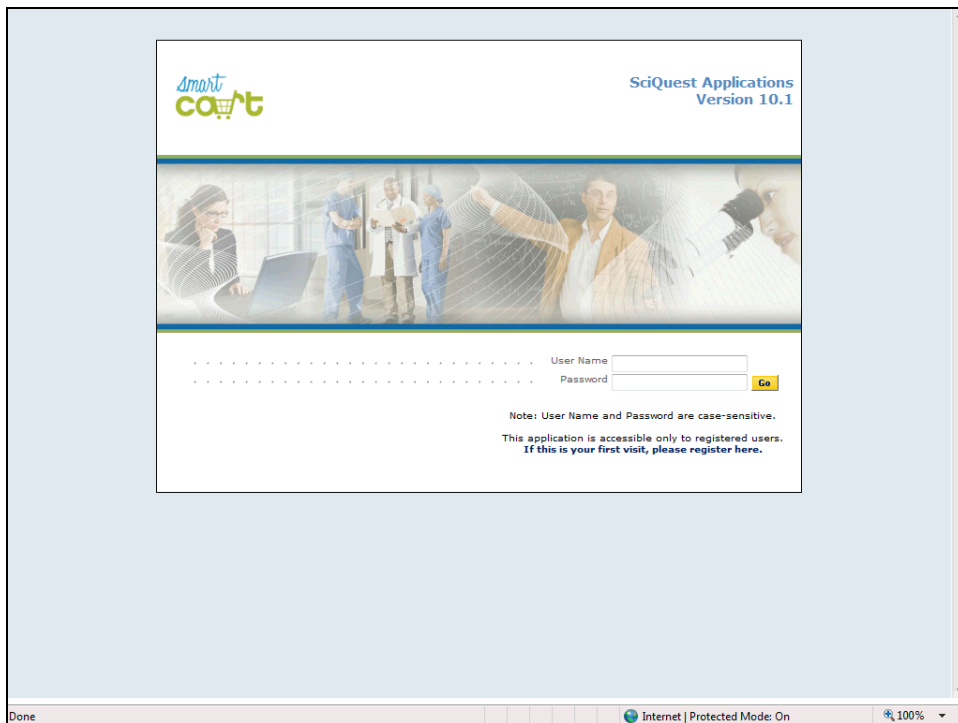 smart
cart
SciQuest Applications
Version 10.1
User Name
Password
Go
Note: User Name and Password are case-sensitive.
This application is accessible only to registered users.
If this is your first visit, please register here.
Done
Internet | Protected Mode: On
100%